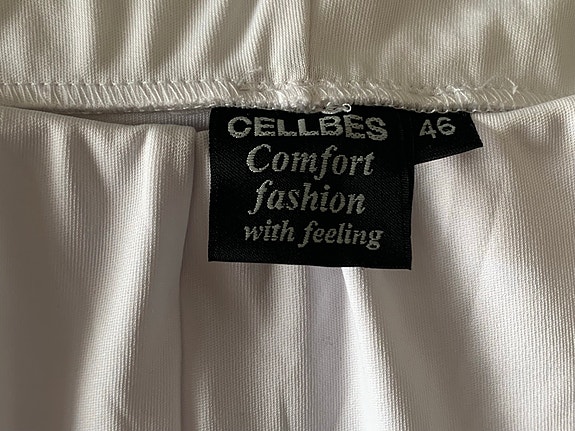 CELLBES
46
Comfort
fashion
with feeling